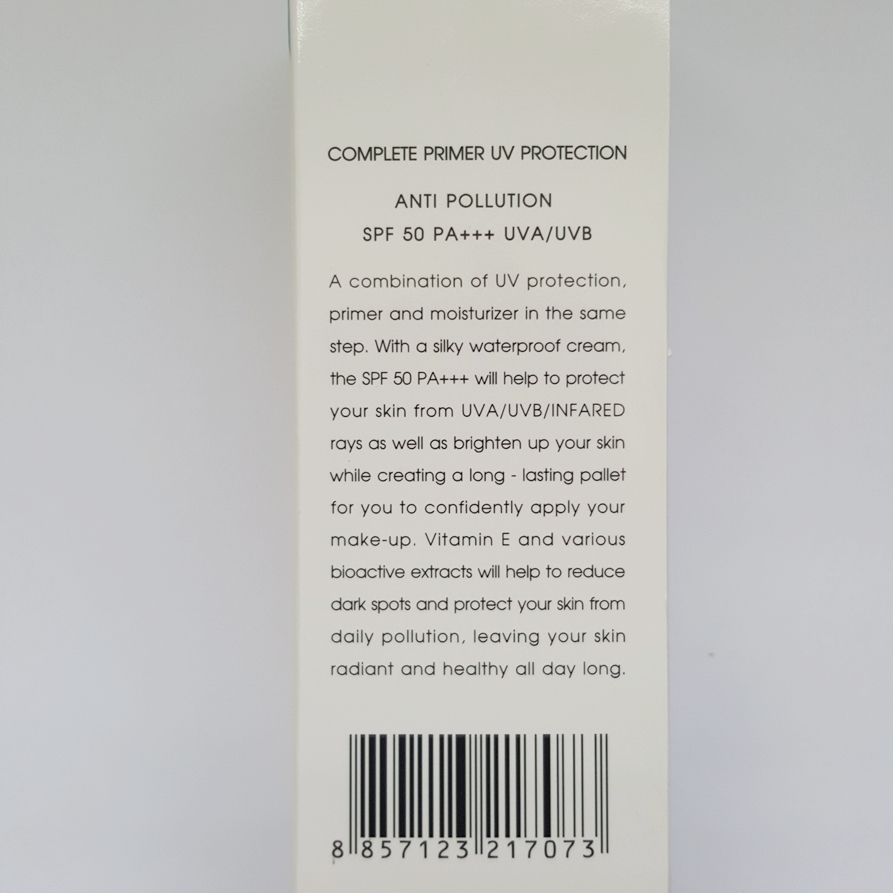 COMPLETE PRIMER UV PROTECTION
ANTI POLLUTION
SPF 50 PA+++ UVA/UVB
A combination of UV protection,
primer and moisturizer in the same
step. With a silky waterproof cream,
the SPF 50 PA+++ will help to protect
your skin from UVA/UVB/INFARED
rays as well as brighten up your skin
while creating a long - lasting pallet
for you to confidently apply your
make-up. Vitamin E and various
bioactive extracts will help to reduce
dark spots and protect your skin from
daily pollution, leaving your skin
radiant and healthy all day long.
8 857123 217073